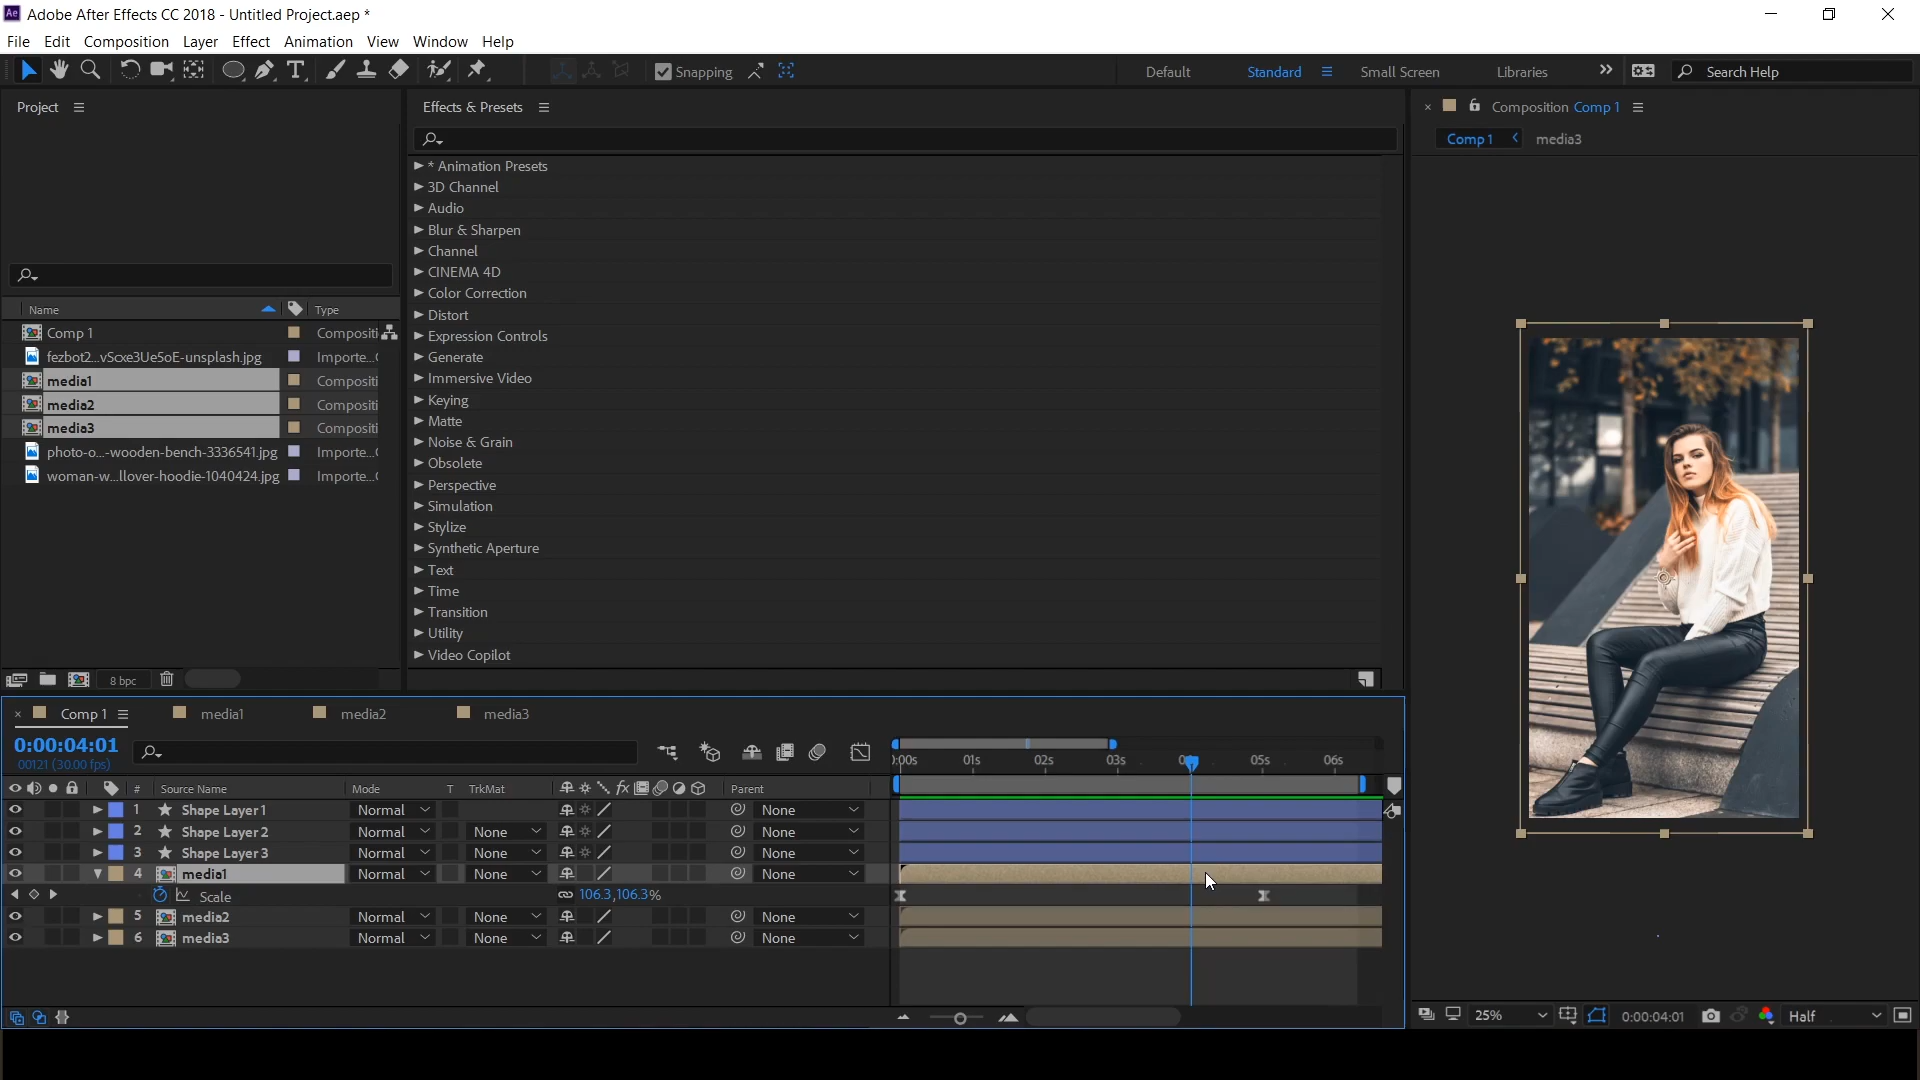 Adobe After Effects CC 2018 - Untitled Project.aep *
File Edit Composition Layer Effect Animation View Window Help
Snapping Default Standard Small Screen Libraries Search Help
Project
Effects & Presets
Composition Comp 1
Comp 1 media3
* Animation Presets
3D Channel
Audio
Blur & Sharpen
Channel
CINEMA 4D
Color Correction
Distort
Expression Controls
Generate
Immersive Video
Keying
Matte
Noise & Grain
Obsolete
Perspective
Simulation
Stylize
Synthetic Aperture
Text
Time
Transition
Utility
Video Copilot
Name Type
Comp 1 Compositi
fezbot2...vScxe3Ue5oE-unsplash.jpg Importe...(
media1 Compositi
media2 Compositi
media3 Compositi
photo-o...-wooden-bench-3336541.jpg Importe...(
woman-w...llover-hoodie-1040424.jpg Importe...(
8 bpc
Comp 1 media1 media2 media3
0:00:04:01
00121 (30.00 fps)
):00s 01s 02s 03s 05s 06s
# Source Name Mode T TrkMat Parent
1 Shape Layer 1 Normal None
2 Shape Layer 2 Normal None None
3 Shape Layer 3 Normal None None
4 media1 Normal None None
Scale 106.3,106.3%
5 media2 Normal None None
6 media3 Normal None None
25% 0:00:04:01 Half